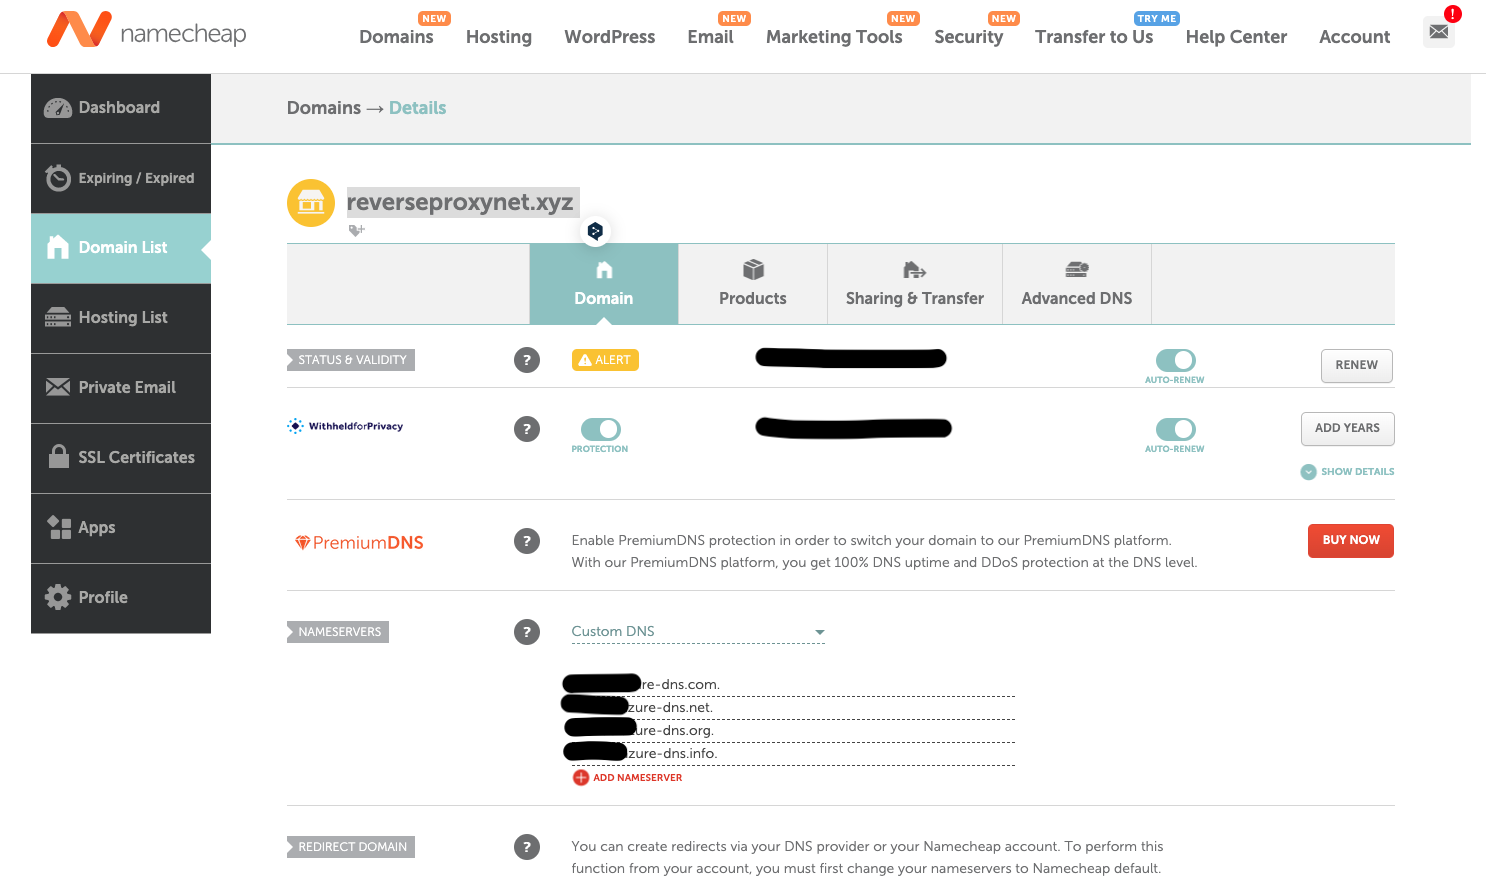 namecheap
NEW
NEW
NEW
NEW
TRY ME
!
Domains
Hosting
WordPress
Email
Marketing Tools
Security
Transfer to Us
Help Center
Account
Dashboard
Expiring / Expired
Domain List
Hosting List
Private Email
SSL Certificates
Apps
Profile
Domains → Details
reverseproxynet.xyz
Domain
Products
Sharing & Transfer
Advanced DNS
STATUS & VALIDITY
?
ALERT
AUTO-RENEW
RENEW
WithheldforPrivacy
?
PROTECTION
AUTO-RENEW
ADD YEARS
SHOW DETAILS
PremiumDNS
?
Enable PremiumDNS protection in order to switch your domain to our PremiumDNS platform.
With our PremiumDNS platform, you get 100% DNS uptime and DDoS protection at the DNS level.
BUY NOW
NAMESERVERS
?
Custom DNS
re-dns.com.
zure-dns.net.
ure-dns.org.
zure-dns.info.
ADD NAMESERVER
REDIRECT DOMAIN
?
You can create redirects via your DNS provider or your Namecheap account. To perform this
function from your account, you must first change your nameservers to Namecheap default.